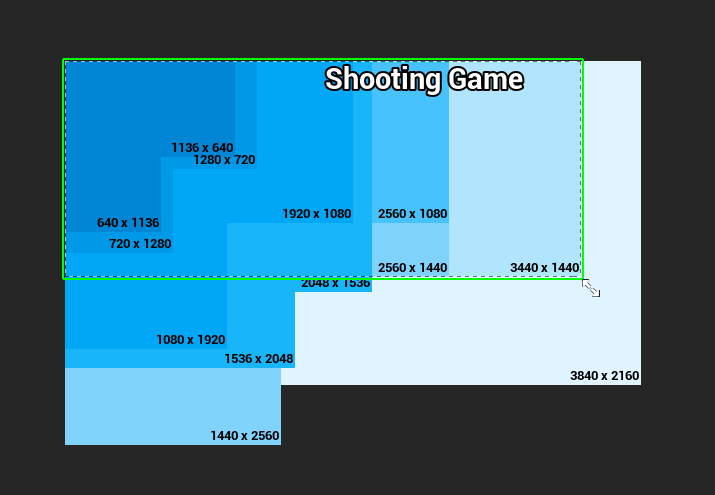 Shooting Game
1136 x 640
1280 x 720
640 x 1136
1920 x 1080
2560 x 1080
720 x 1280
2560 x 1440
3440 x 1440
2048 x 1536
1080 x 1920
1536 x 2048
3840 x 2160
1440 x 2560